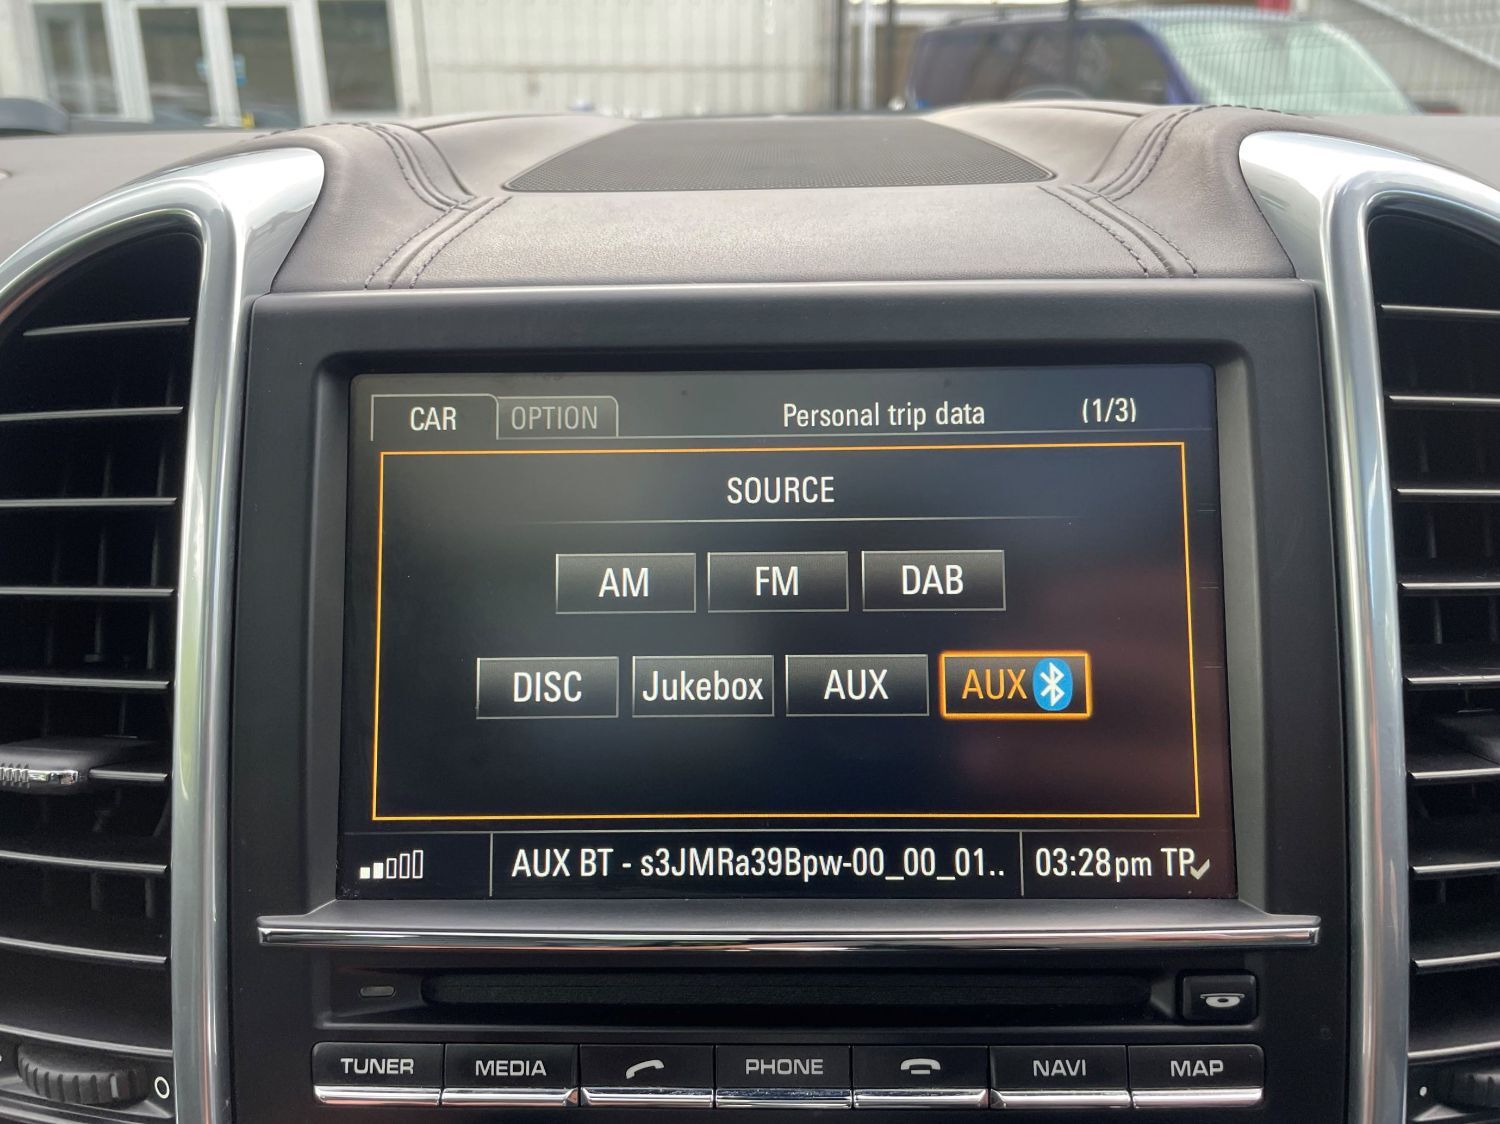 CAR OPTION Personal trip data (1/3)
SOURCE
AM FM DAB
DISC Jukebox AUX AUX
AUX BT - s3JMRa39Bpw-00_00_01.. 03:28pm TP
TUNER MEDIA PHONE NAVI MAP